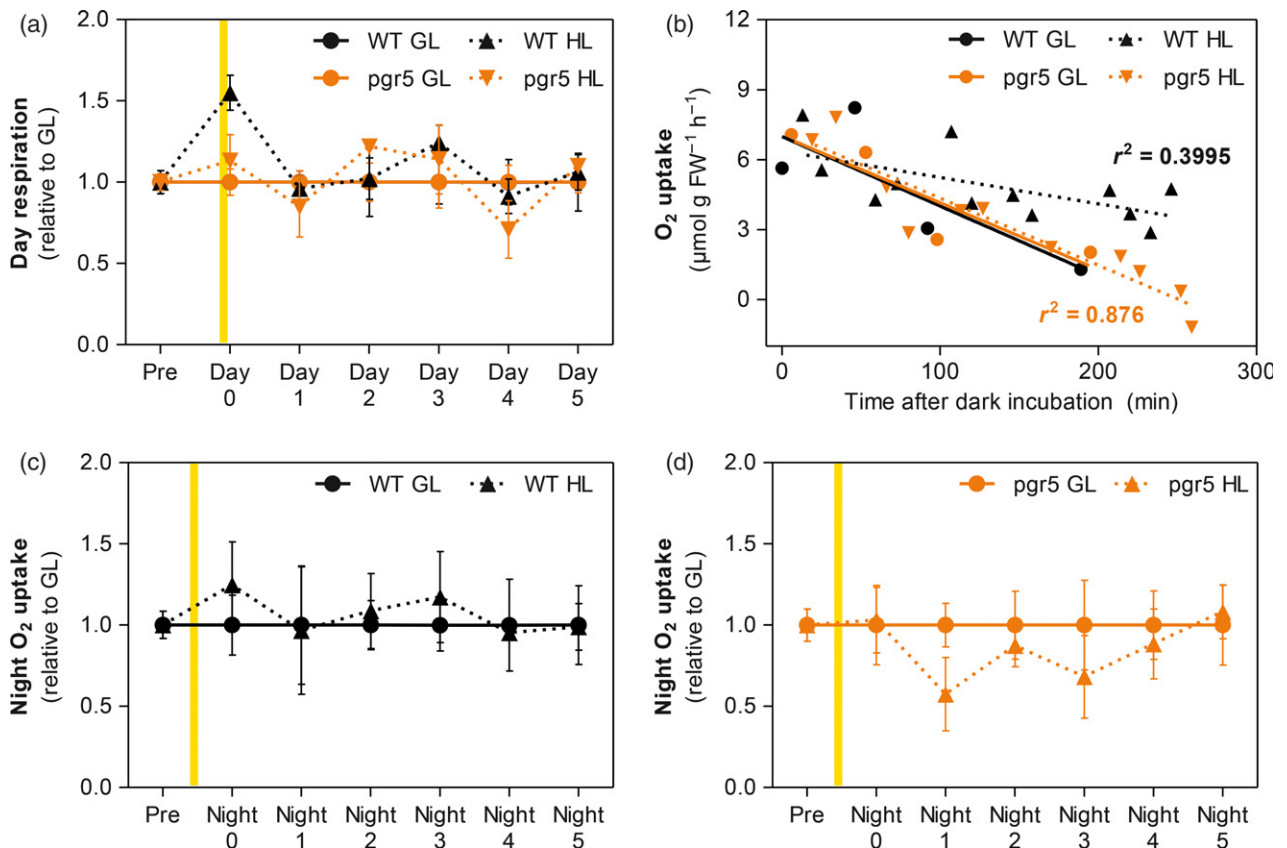 (a)
Day respiration
(relative to GL)
2.0
1.5
1.0
0.5
0.0
WT GL
WT HL
pgr5 GL
pgr5 HL
Pre
Day
0
Day
1
Day
2
Day
3
Day
4
Day
5
(b)
O₂ uptake
(μmol g FW⁻¹ h⁻¹)
12
9
6
3
0
WT GL
WT HL
pgr5 GL
pgr5 HL
r² = 0.3995
r² = 0.876
0
100
200
300
Time after dark incubation (min)
(c)
Night O₂ uptake
(relative to GL)
2.0
1.5
1.0
0.5
0.0
WT GL
WT HL
Pre
Night
0
Night
1
Night
2
Night
3
Night
4
Night
5
(d)
Night O₂ uptake
(relative to GL)
2.0
1.5
1.0
0.5
0.0
pgr5 GL
pgr5 HL
Pre
Night
0
Night
1
Night
2
Night
3
Night
4
Night
5